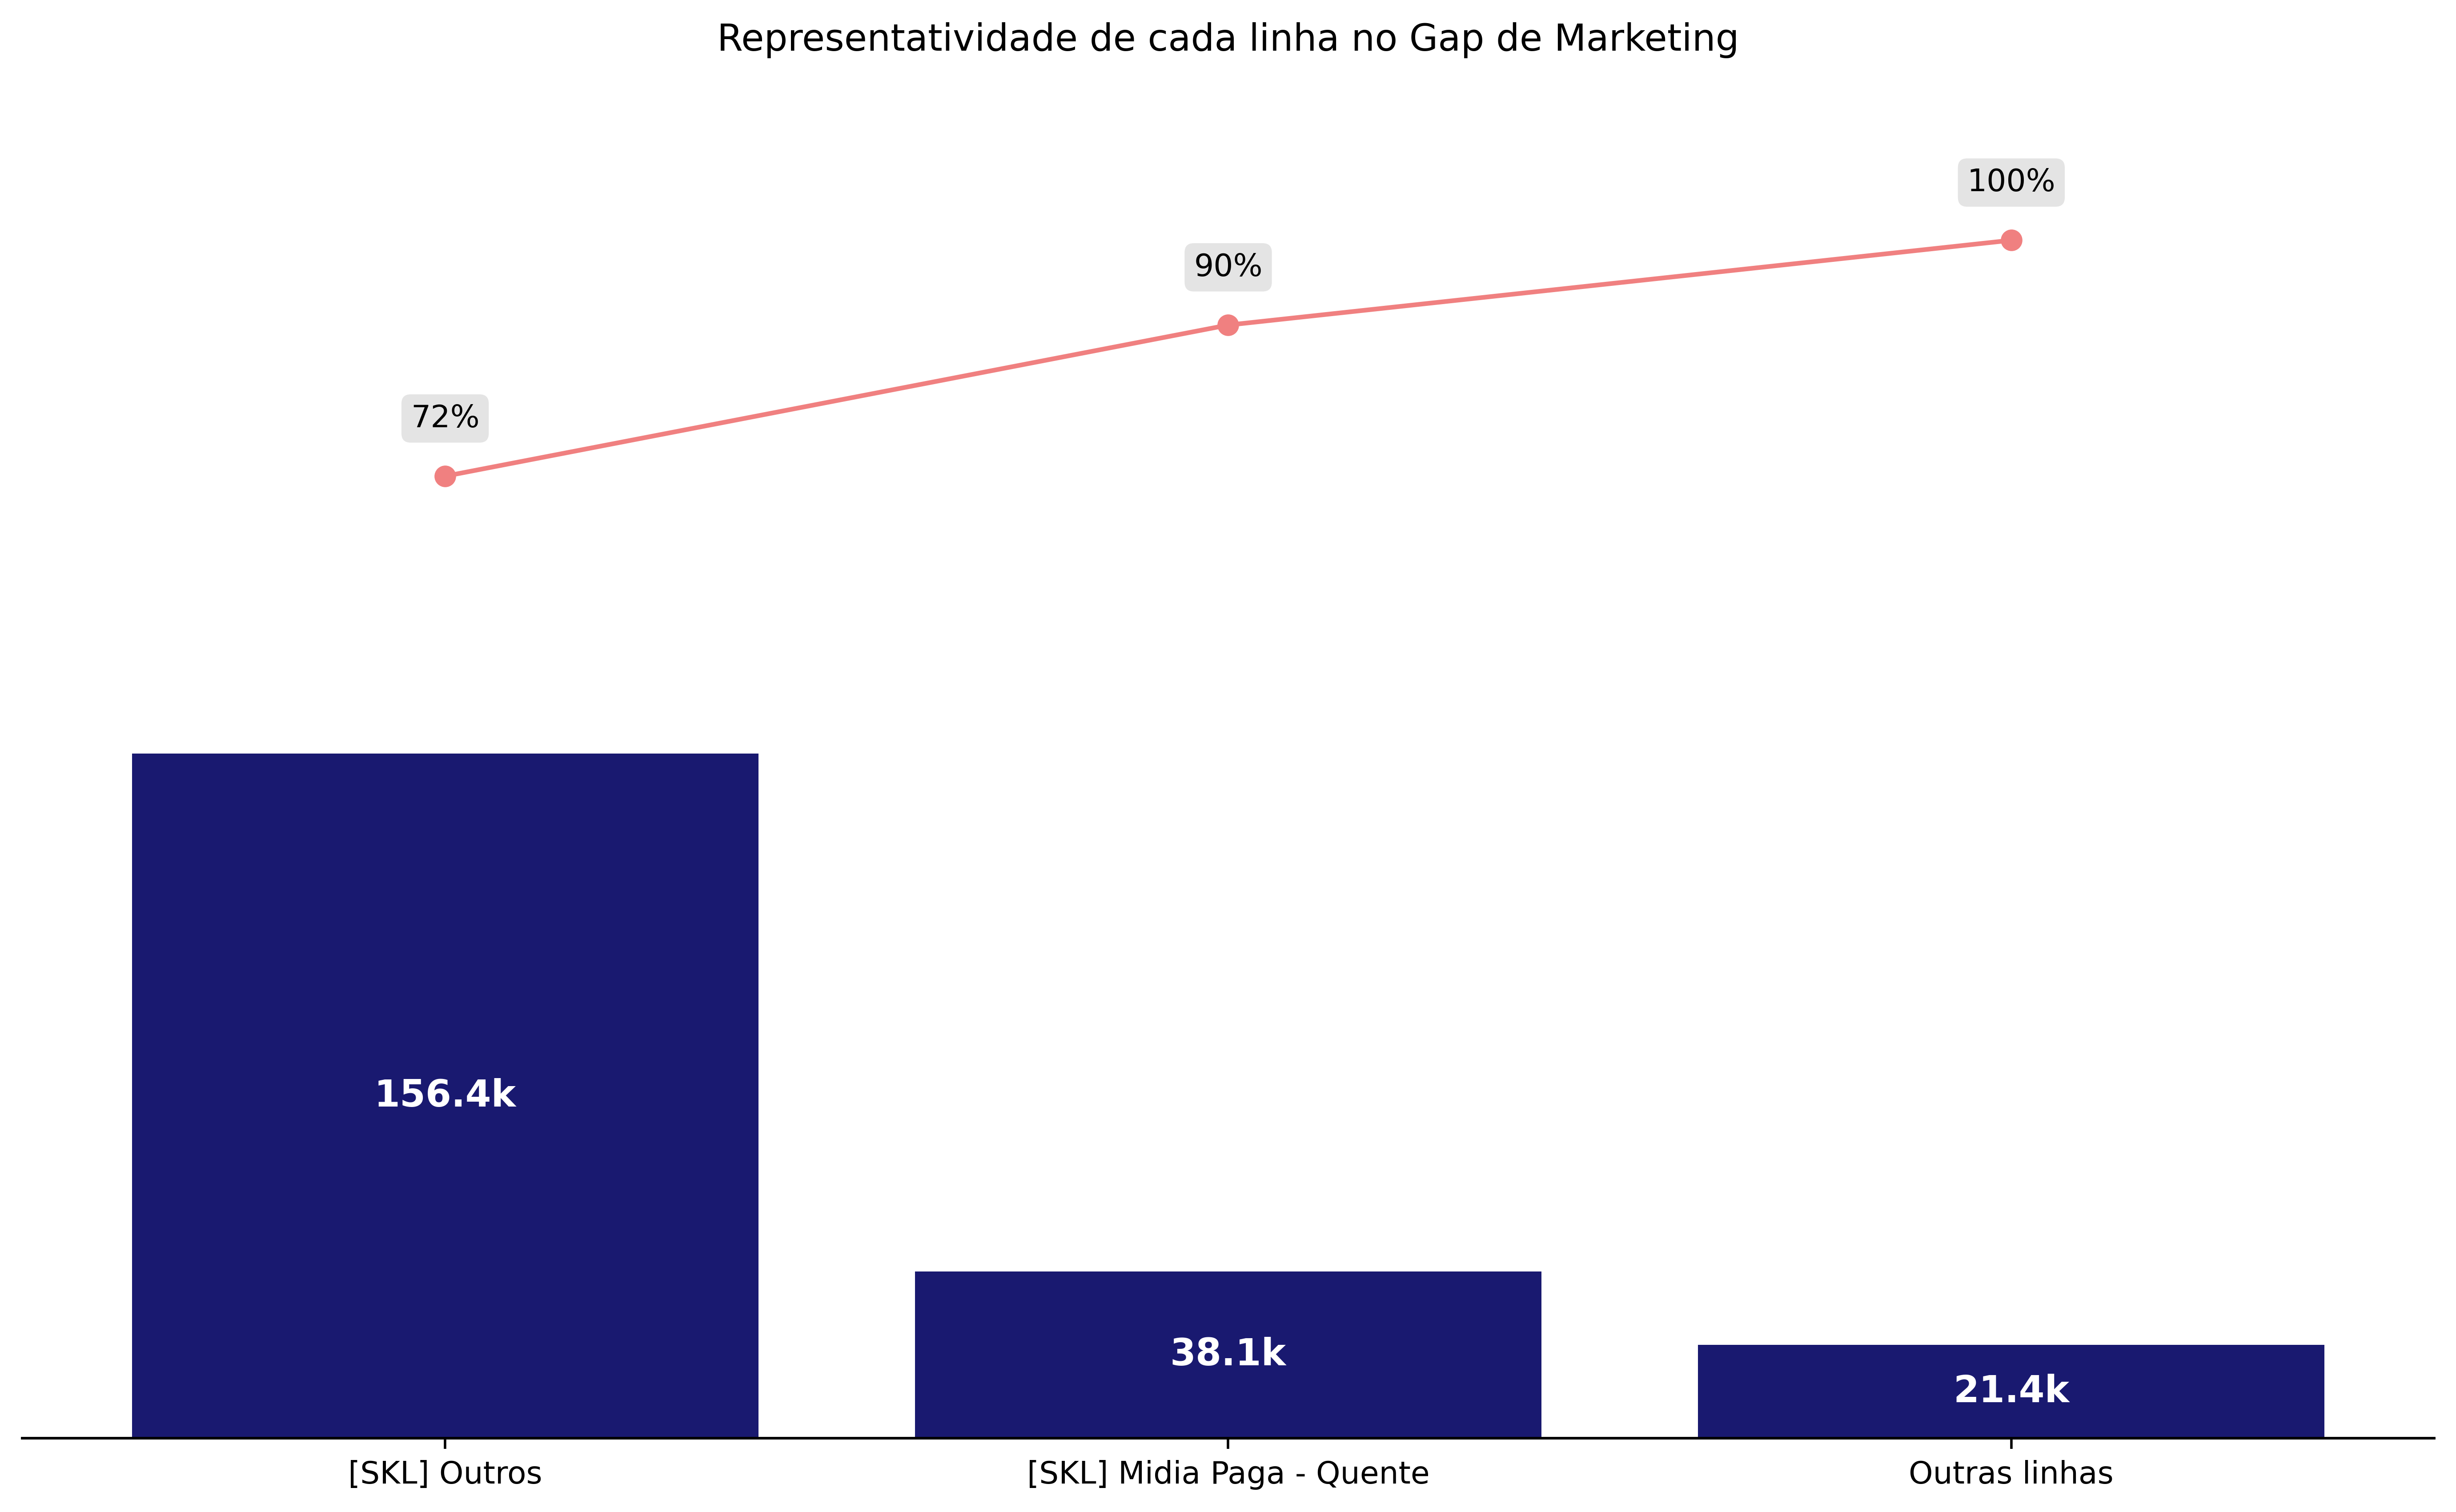 Representatividade de cada linha no Gap de Marketing
100%
90%
72%
156.4k
38.1k
21.4k
[SKL] Outros
[SKL] Midia Paga - Quente
Outras linhas